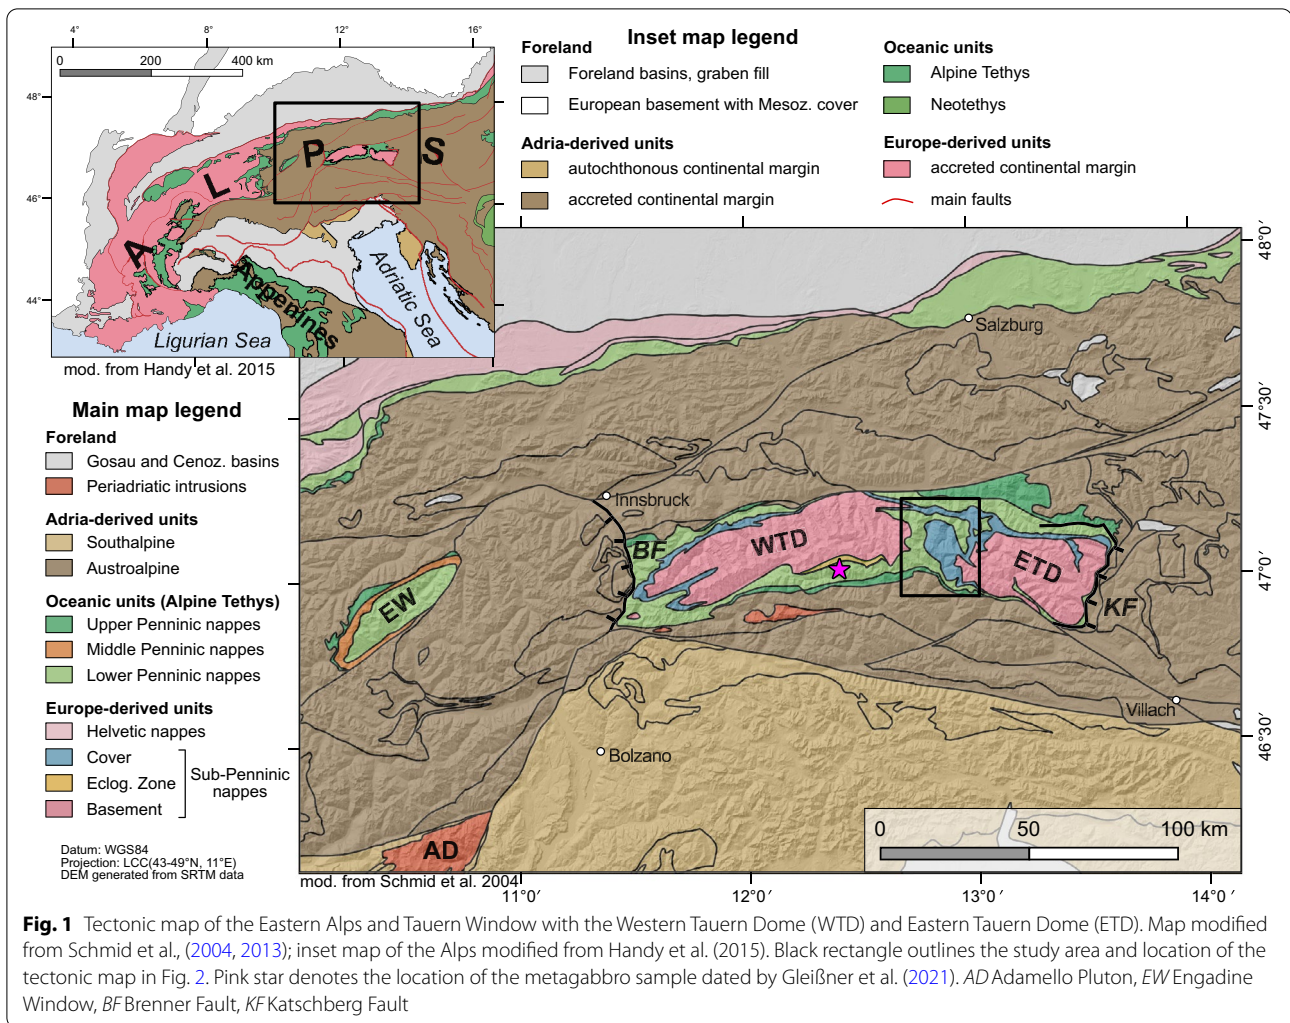 4°
8°
12°
16°
0
200
400 km
48°
46°
44°
A
L
P
S
Appenines
Adriatic Sea
Ligurian Sea
mod. from Handy et al. 2015
Inset map legend
Foreland
Foreland basins, graben fill
European basement with Mesoz. cover
Adria-derived units
autochthonous continental margin
accreted continental margin
Oceanic units
Alpine Tethys
Neotethys
Europe-derived units
accreted continental margin
main faults
Main map legend
Foreland
Gosau and Cenoz. basins
Periadriatic intrusions
Adria-derived units
Southalpine
Austroalpine
Oceanic units (Alpine Tethys)
Upper Penninic nappes
Middle Penninic nappes
Lower Penninic nappes
Europe-derived units
Helvetic nappes
Cover
Eclog. Zone
Basement
Sub-Penninic
nappes
Datum: WGS84
Projection: LCC(43-49°N, 11°E)
DEM generated from SRTM data
Salzburg
Innsbruck
BF
WTD
ETD
KF
EW
Villach
Bolzano
AD
0
50
100 km
48°0′
47°30′
47°0′
46°30′
mod. from Schmid et al. 2004
11°0′
12°0′
13°0′
14°0′
Fig. 1 Tectonic map of the Eastern Alps and Tauern Window with the Western Tauern Dome (WTD) and Eastern Tauern Dome (ETD). Map modified
from Schmid et al., (2004, 2013); inset map of the Alps modified from Handy et al. (2015). Black rectangle outlines the study area and location of the
tectonic map in Fig. 2. Pink star denotes the location of the metagabbro sample dated by Gleißner et al. (2021). AD Adamello Pluton, EW Engadine
Window, BF Brenner Fault, KF Katschberg Fault